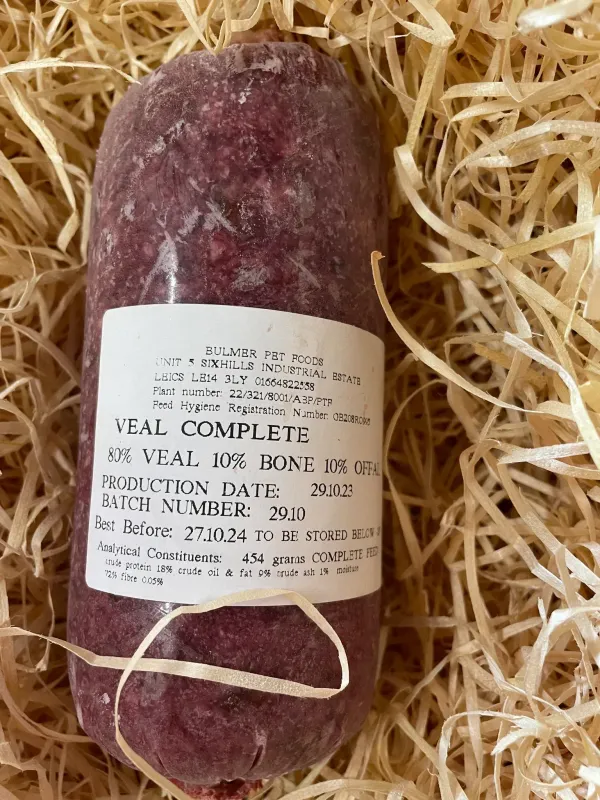 BULMER PET FOODS
UNIT 5 SIXHILLS INDUSTRIAL ESTATE
LEICS LE14 3LY 01664822558
Plant number: 22/321/8001/ABP/PTF
Feed Hygiene Registration Number:
VEAL COMPLETE
80% VEAL 10% BONE 10%
PRODUCTION DATE: 29.10.23
BATCH NUMBER: 29.10
Best Before: 27.10.24 TO BE STORED BELOW
Analytical Constituents: 454 grams COMPLETE FEED
crude protein 18% crude oil & fat 9% crude ash 1% moisture
72% fibre 0.05%